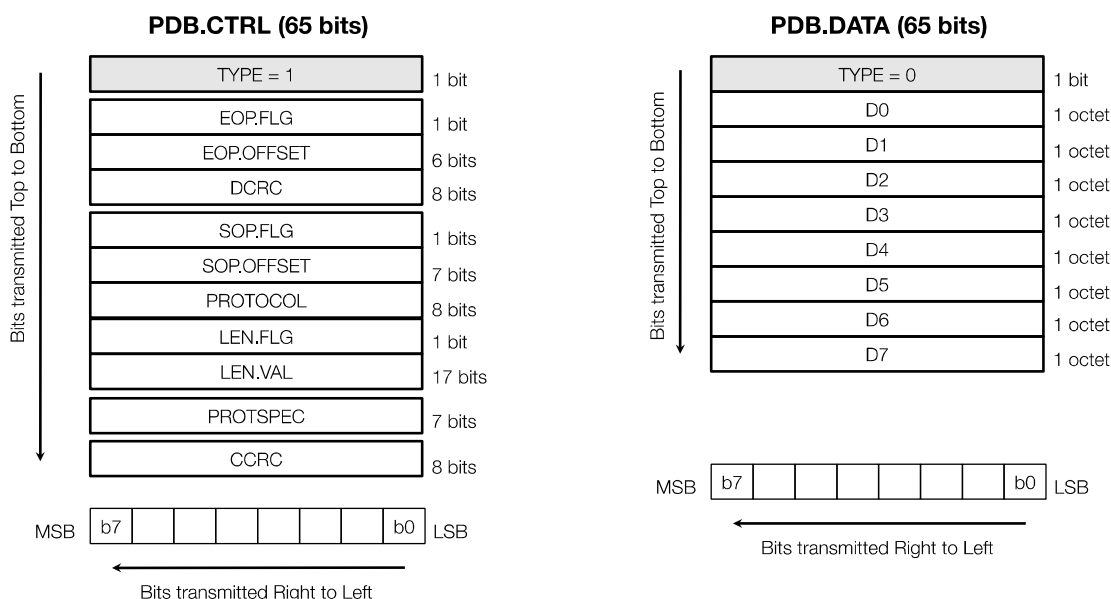 PDB.CTRL (65 bits)
TYPE = 1 1 bit
EOP.FLG 1 bit
EOP.OFFSET 6 bits
DCRC 8 bits
SOP.FLG 1 bits
SOP.OFFSET 7 bits
PROTOCOL 8 bits
LEN.FLG 1 bit
LEN.VAL 17 bits
PROTSPEC 7 bits
CCRC 8 bits
Bits transmitted Top to Bottom
MSB b7 b0 LSB
Bits transmitted Right to Left
PDB.DATA (65 bits)
TYPE = 0 1 bit
D0 1 octet
D1 1 octet
D2 1 octet
D3 1 octet
D4 1 octet
D5 1 octet
D6 1 octet
D7 1 octet
Bits transmitted Top to Bottom
MSB b7 b0 LSB
Bits transmitted Right to Left